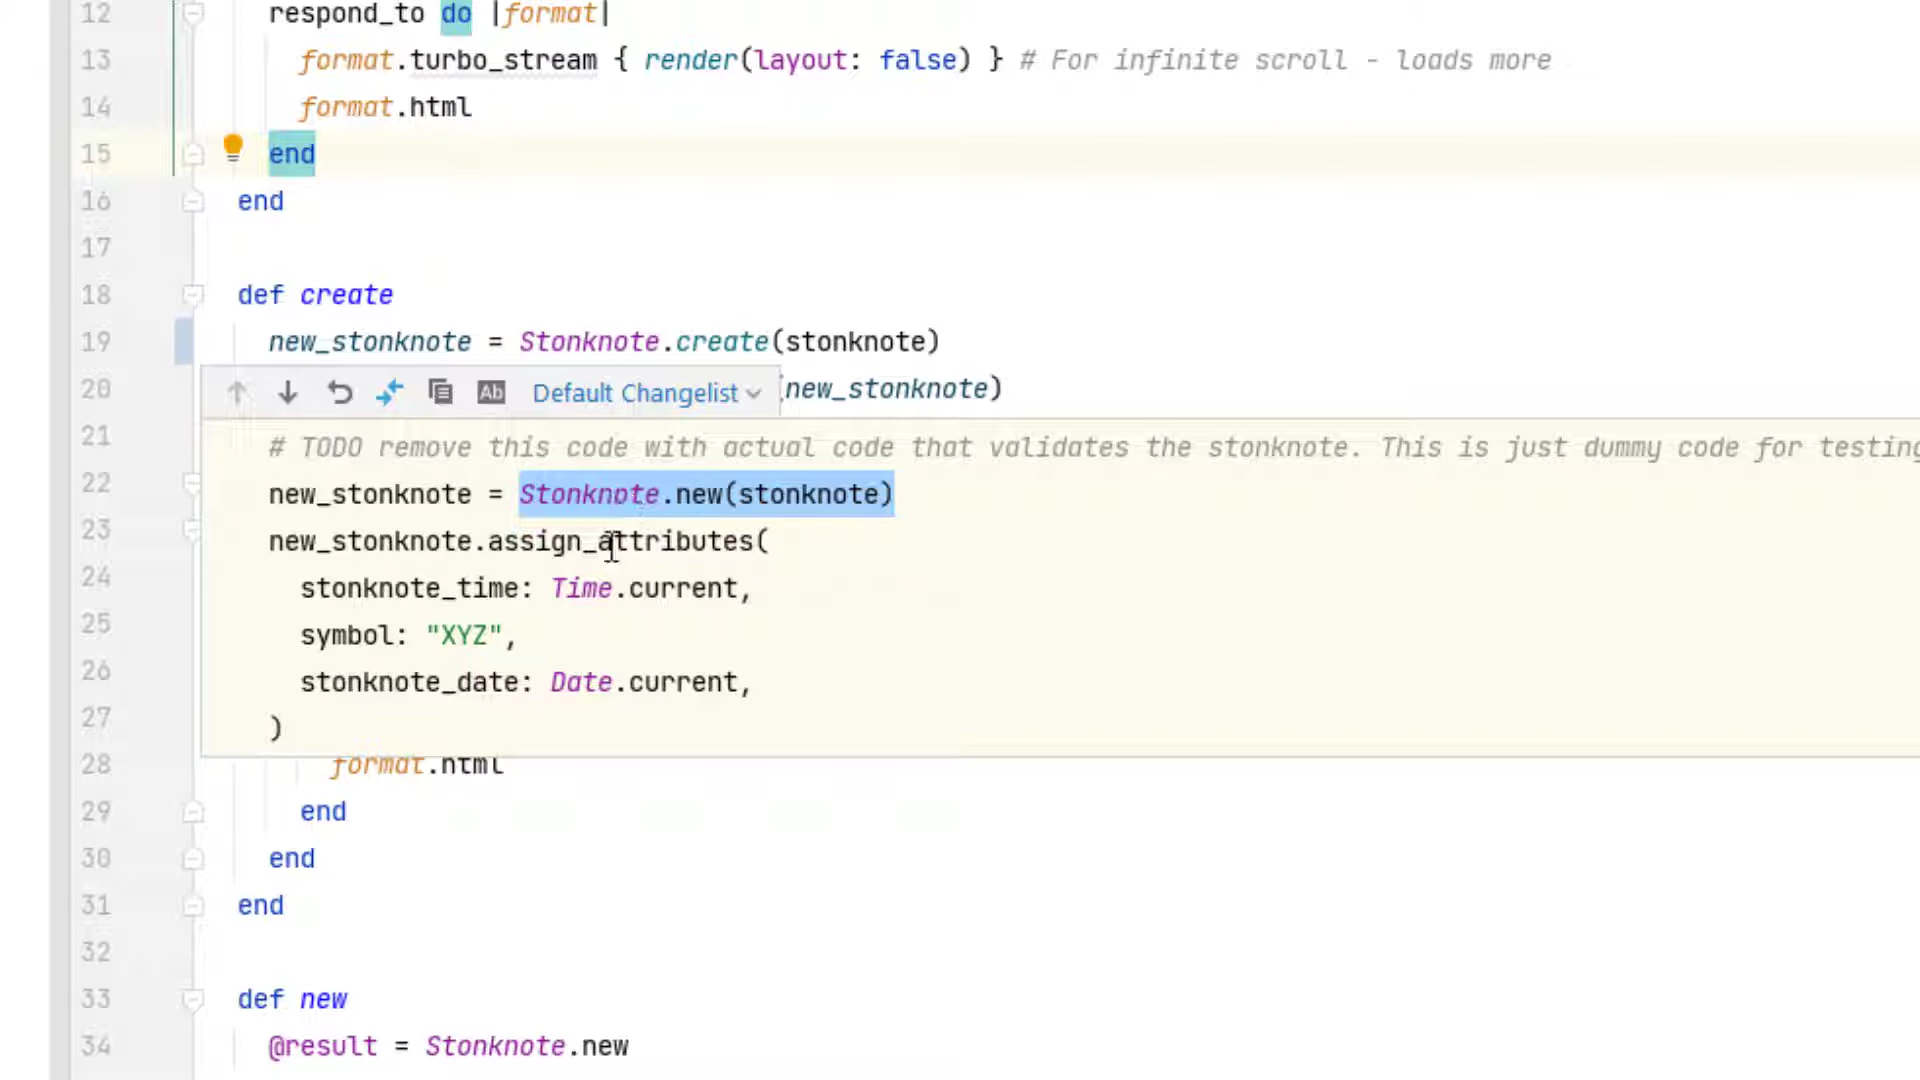 12 respond_to do |format|
13 format.turbo_stream { render(layout: false) } # For infinite scroll - loads more
14 format.html
15 end
16 end
17
18 def create
19 new_stonknote = Stonknote.create(stonknote)
20 Default Changelist (new_stonknote)
21 # TODO remove this code with actual code that validates the stonknote. This is just dummy code for testing
22 new_stonknote = Stonknote.new(stonknote)
23 new_stonknote.assign_attributes(
24 stonknote_time: Time.current,
25 symbol: "XYZ",
26 stonknote_date: Date.current,
27 )
28 format.html
29 end
30 end
31 end
32
33 def new
34 @result = Stonknote.new